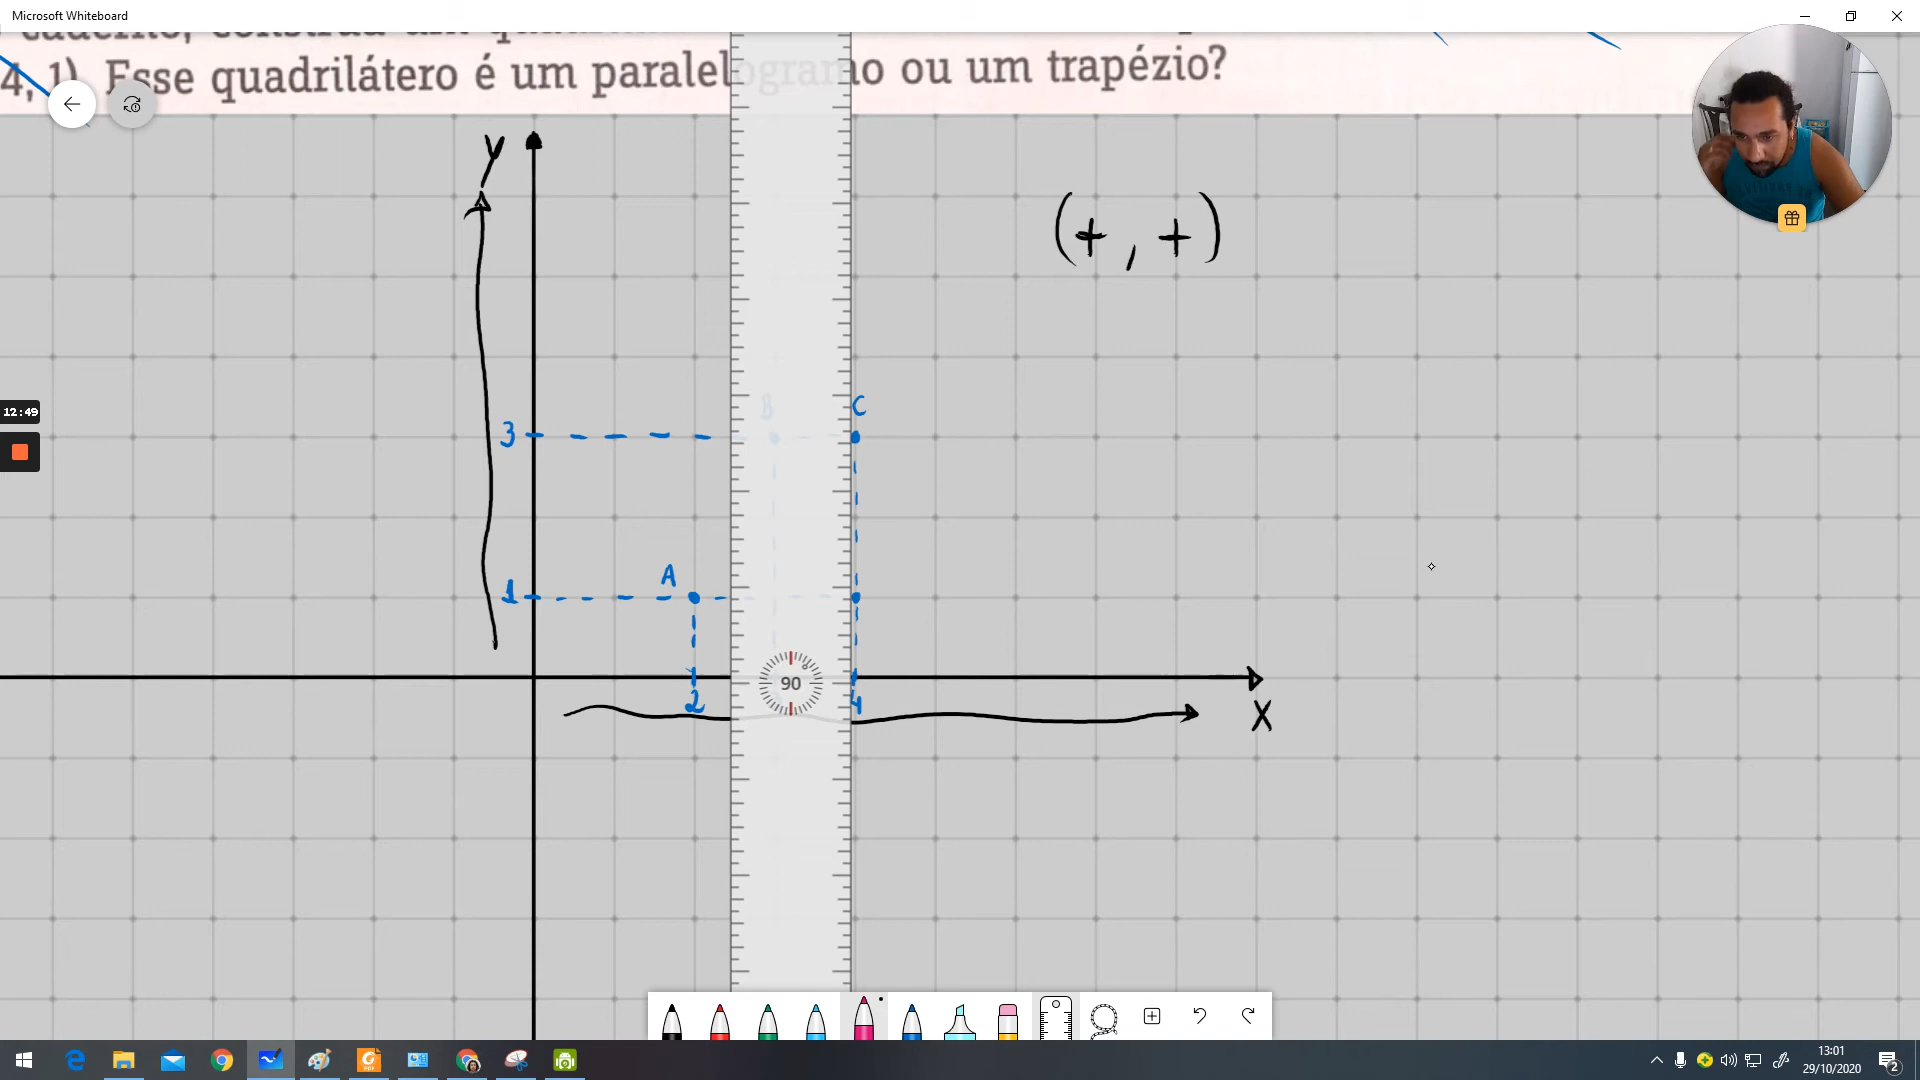 Microsoft Whiteboard
4, 1). Esse quadrilátero é um paralelogramo ou um trapézio?
Y
(+, +)
12:49
B
C
3
A
1
90
2
4
X
13:01
29/10/2020
2